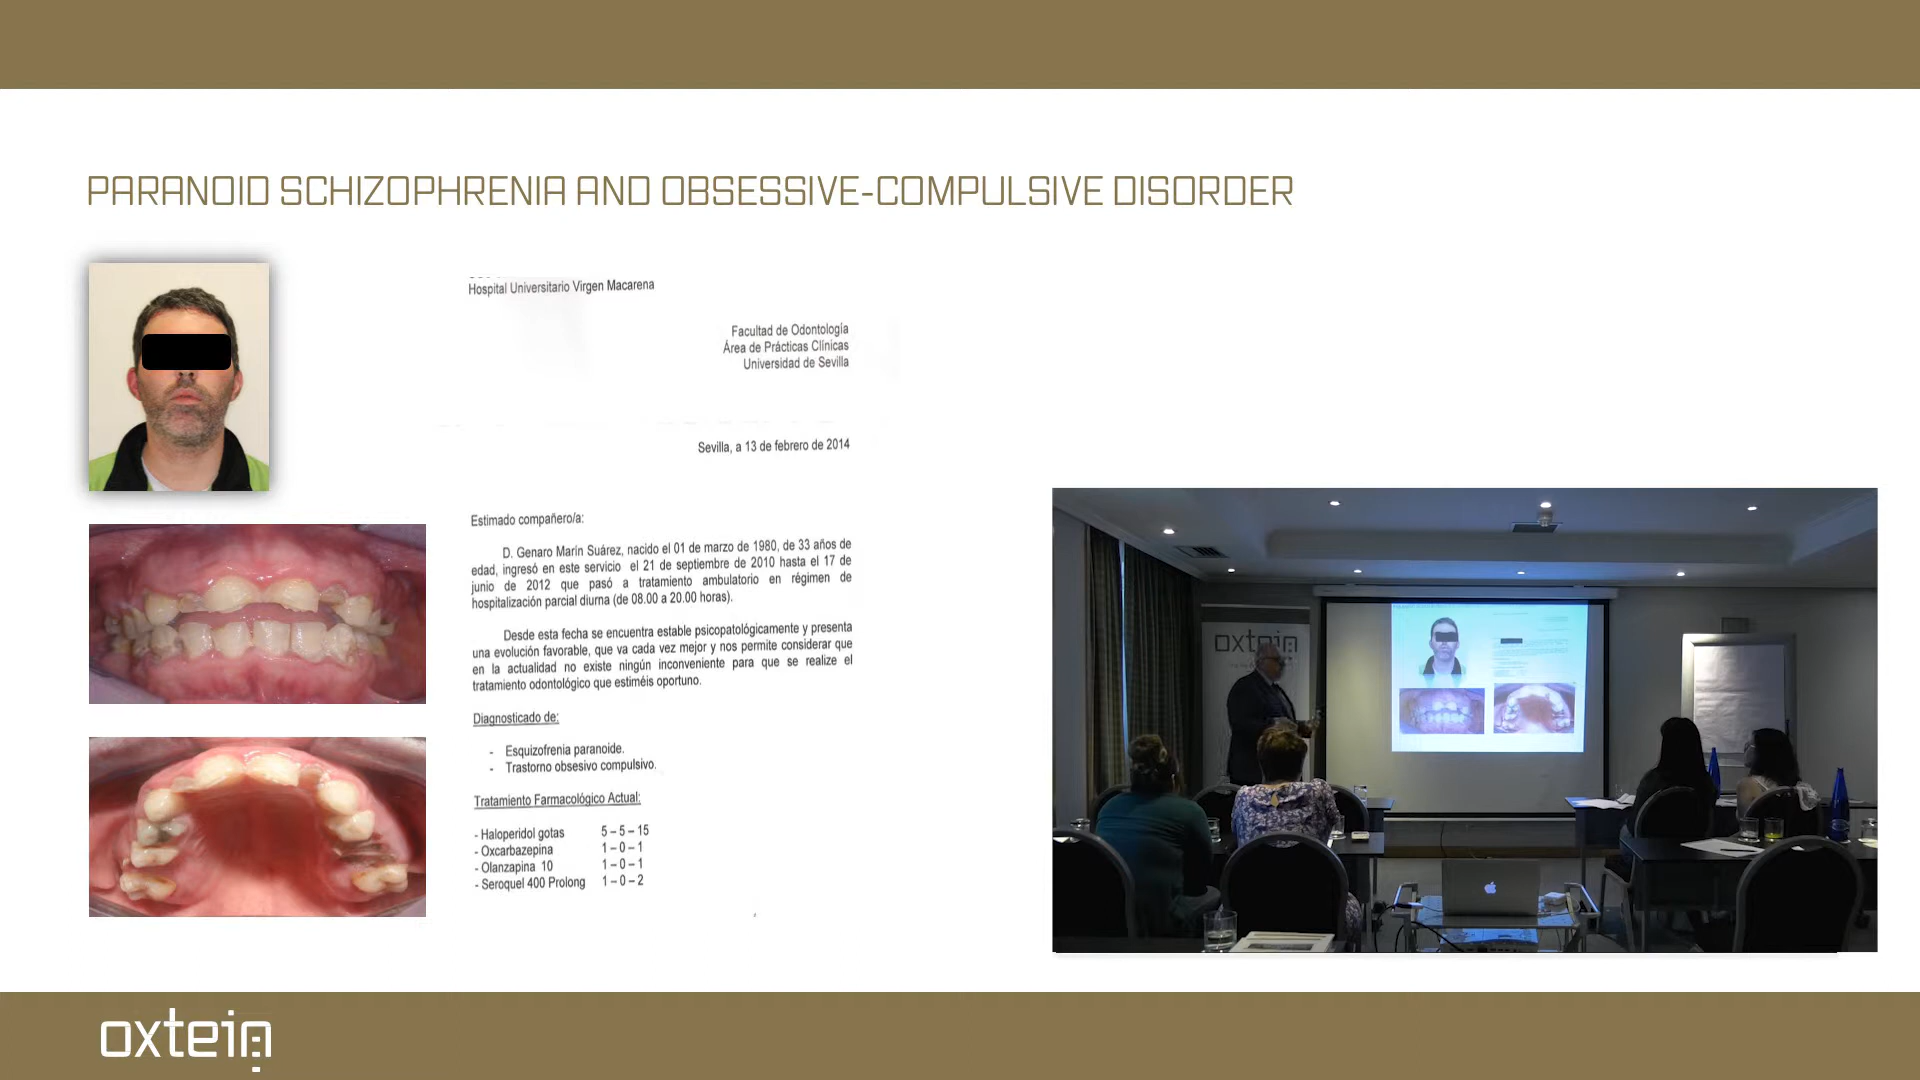 PARANOID SCHIZOPHRENIA AND OBSESSIVE-COMPULSIVE DISORDER
Hospital Universitario Virgen Macarena
Facultad de Odontología
Área de Prácticas Clínicas
Universidad de Sevilla
Sevilla, a 13 de febrero de 2014
Estimado compañero/a:
D. Genaro Marín Suárez, nacido el 01 de marzo de 1980, de 33 años de
edad, ingresó en este servicio el 21 de septiembre de 2010 hasta el 17 de
junio de 2012 que pasó a tratamiento ambulatorio en régimen de
hospitalización parcial diurna (de 08.00 a 20.00 horas).
Desde esta fecha se encuentra estable psicopatológicamente y presenta
una evolución favorable, que va cada vez mejor y nos permite considerar que
en la actualidad no existe ningún inconveniente para que se realize el
tratamiento odontológico que estiméis oportuno.
Diagnosticado de:
- Esquizofrenia paranoide.
- Trastorno obsesivo compulsivo.
Tratamiento Farmacológico Actual:
- Haloperidol gotas 5 – 5 – 15
- Oxcarbazepina 1 – 0 – 1
- Olanzapina 10 1 – 0 – 1
- Seroquel 400 Prolong 1 – 0 – 2
oxtein
oxtein